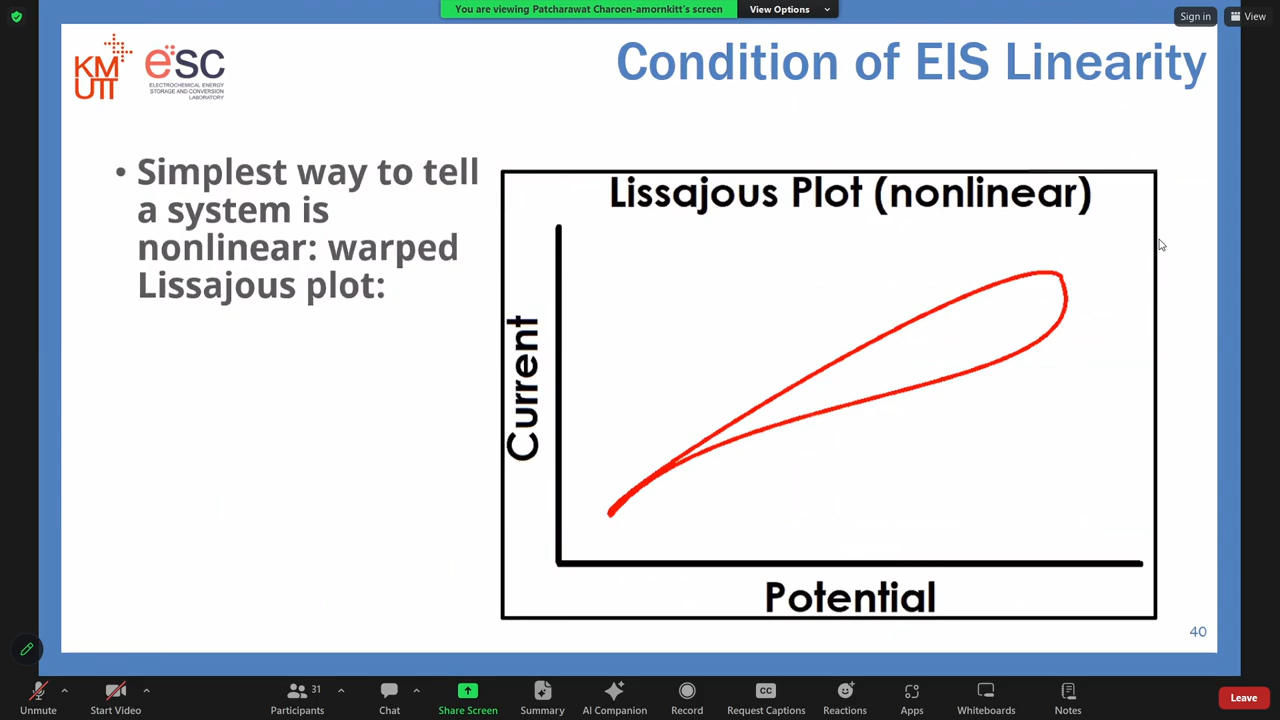 You are viewing Patcharawat Charoen-amornkitt's screen
View Options
Sign in
View
KM
UTT
eSC
ELECTROCHEMICAL ENERGY
STORAGE AND CONVERSION
LABORATORY
Condition of EIS Linearity
• Simplest way to tell
a system is
nonlinear: warped
Lissajous plot:
Lissajous Plot (nonlinear)
Current
Potential
40
Unmute
Start Video
31
Participants
Chat
Share Screen
Summary
AI Companion
Record
CC
Request Captions
Reactions
Apps
Whiteboards
Notes
Leave